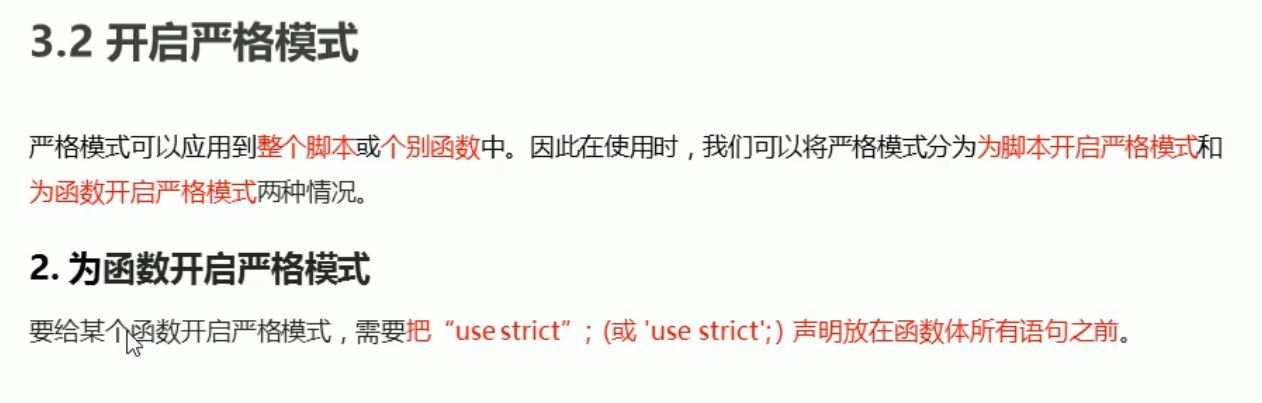 3.2 开启严格模式
严格模式可以应用到整个脚本或个别函数中。因此在使用时，我们可以将严格模式分为为脚本开启严格模式和
为函数开启严格模式两种情况。
2. 为函数开启严格模式
要给某个函数开启严格模式，需要把“use strict”；(或 'use strict';) 声明放在函数体所有语句之前。